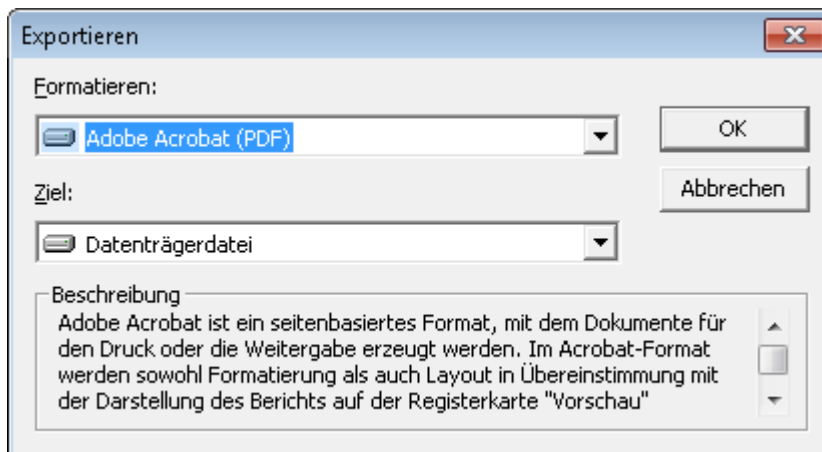 Exportieren
Formatieren:
Adobe Acrobat (PDF)
OK
Ziel:
Abbrechen
Datenträgerdatei
Beschreibung
Adobe Acrobat ist ein seitenbasiertes Format, mit dem Dokumente für
den Druck oder die Weitergabe erzeugt werden. Im Acrobat-Format
werden sowohl Formatierung als auch Layout in Übereinstimmung mit
der Darstellung des Berichts auf der Registerkarte "Vorschau"